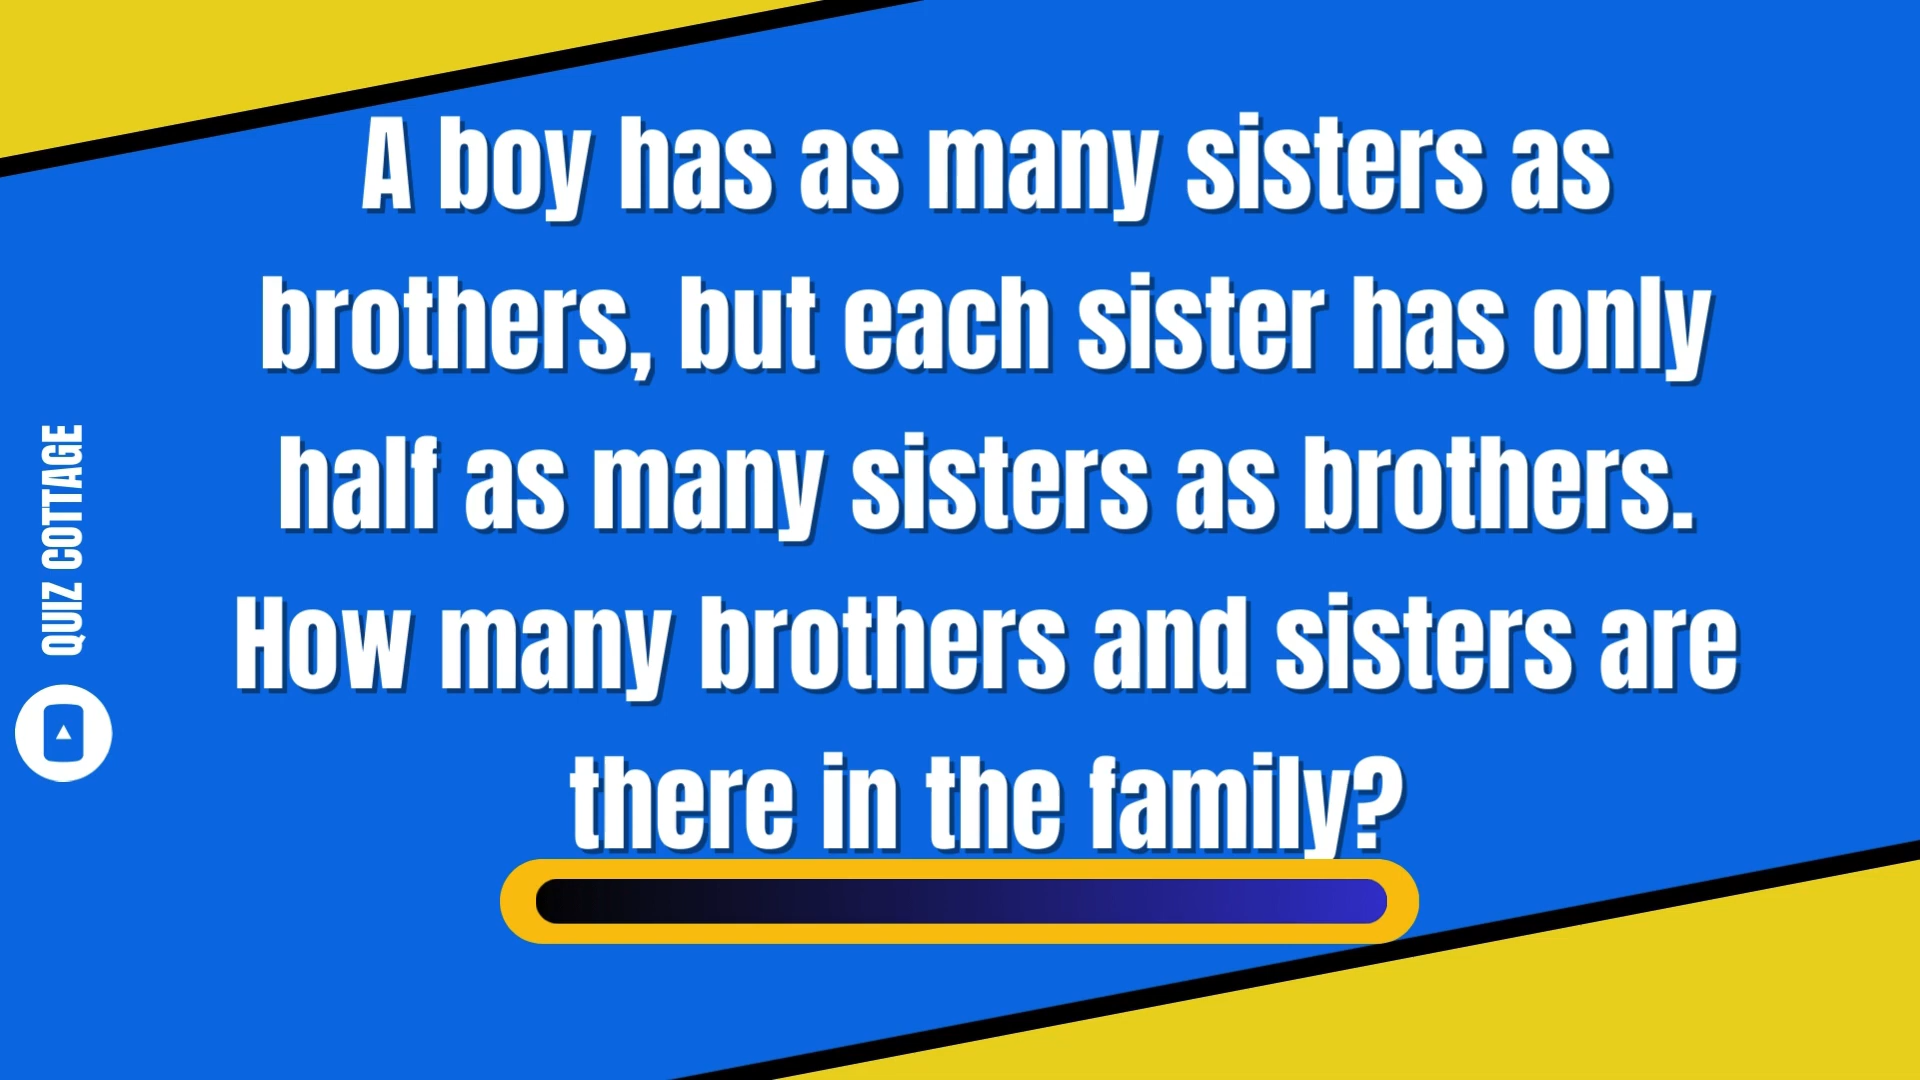 A boy has as many sisters as
brothers, but each sister has only
half as many sisters as brothers.
How many brothers and sisters are
there in the family?
QUIZ COTTAGE